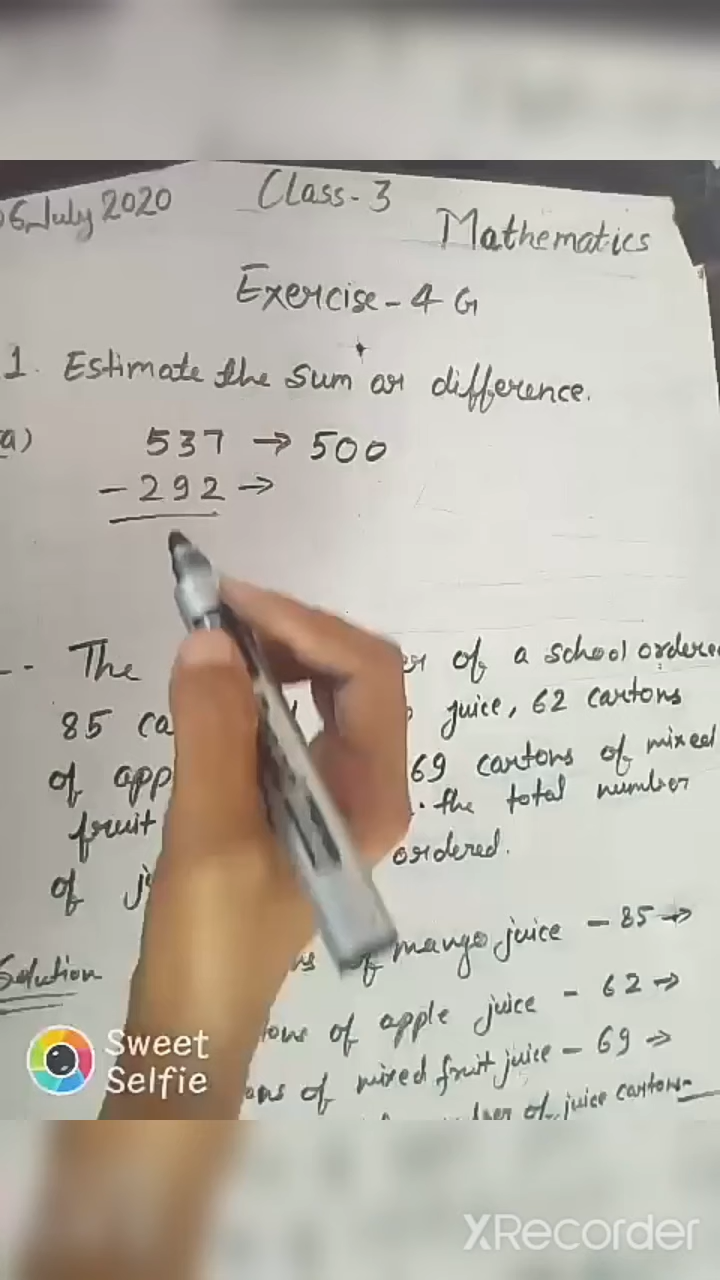 06 July 2020 Class-3 Mathematics
Exercise-4 G
1. Estimate the sum or difference.
a) 537 → 500
- 292 →
The of a school ordered
85 juice, 62 cartons
of 69 cartons of mixed
fruit the total number
of ordered.
Solution of mango juice - 85 →
of apple juice - 62 →
of mixed fruit juice - 69 →
of juice cartons
Sweet
Selfie
XRecorder